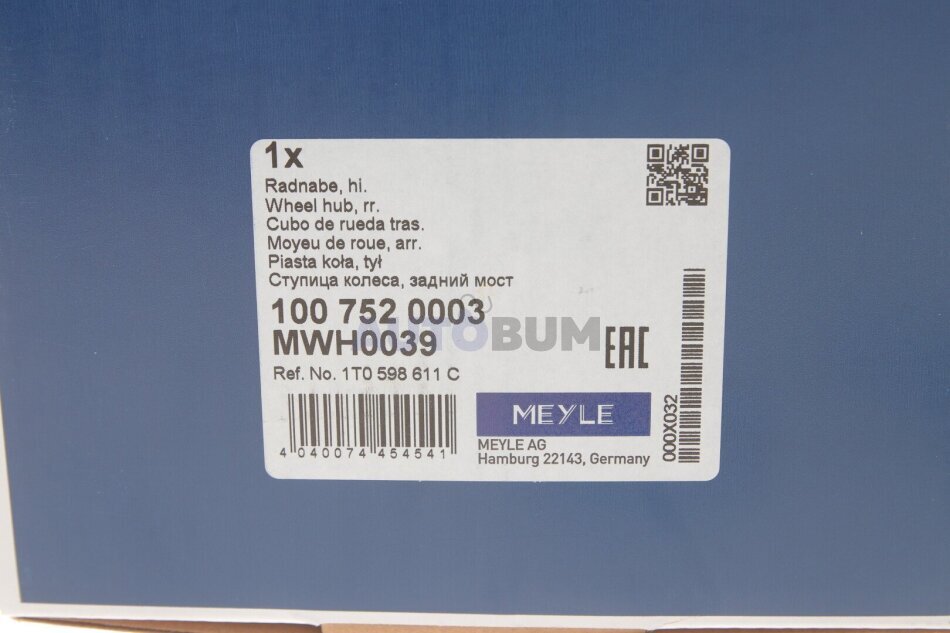 1x
Radnabe, hi.
Wheel hub, rr.
Cubo de rueda tras.
Moyeu de roue, arr.
Piasta koła, tył
Ступица колеса, задний мост
100 752 0003
AUTOBUM
MWH0039
EAC
Ref. No. 1T0 598 611 C
MEYLE
4 040074 454541
MEYLE AG
Hamburg 22143, Germany
000X032